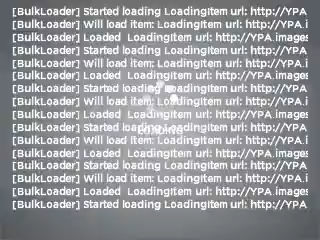 [BulkLoader] Started loading LoadingItem url: http://YPA
[BulkLoader] Will load item: LoadingItem url: http://YPA.i
[BulkLoader] Loaded  LoadingItem url: http://YPA.images
[BulkLoader] Started loading LoadingItem url: http://YPA
[BulkLoader] Will load item: LoadingItem url: http://YPA.i
[BulkLoader] Loaded  LoadingItem url: http://YPA.images
[BulkLoader] Started loading LoadingItem url: http://YPA
[BulkLoader] Will load item: LoadingItem url: http://YPA.i
[BulkLoader] Loaded  LoadingItem url: http://YPA.images
[BulkLoader] Started loading LoadingItem url: http://YPA
[BulkLoader] Will load item: LoadingItem url: http://YPA.i
[BulkLoader] Loaded  LoadingItem url: http://YPA.images
[BulkLoader] Started loading LoadingItem url: http://YPA
[BulkLoader] Will load item: LoadingItem url: http://YPA.i
[BulkLoader] Loaded  LoadingItem url: http://YPA.images
[BulkLoader] Started loading LoadingItem url: http://YPA